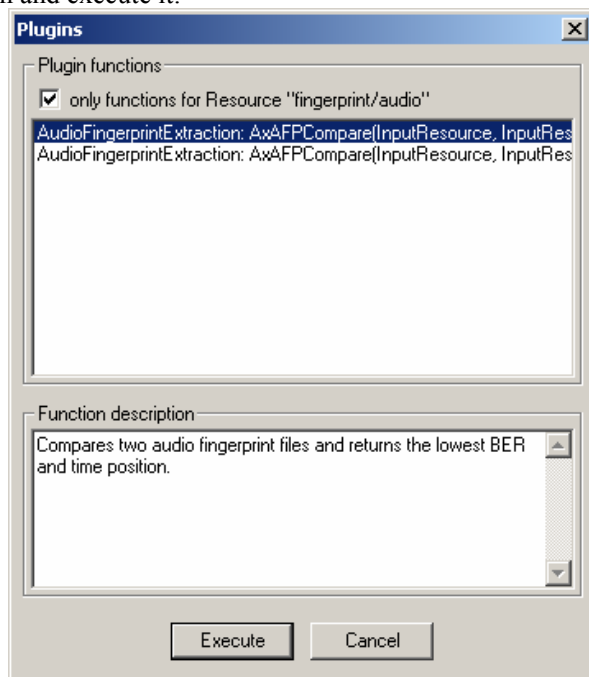 and execute it.
Plugins
Plugin functions
only functions for Resource "fingerprint/audio"
AudioFingerprintExtraction: AxAFPCompare(InputResource, InputRes
AudioFingerprintExtraction: AxAFPCompare(InputResource, InputRes
Function description
Compares two audio fingerprint files and returns the lowest BER
and time position.
Execute
Cancel